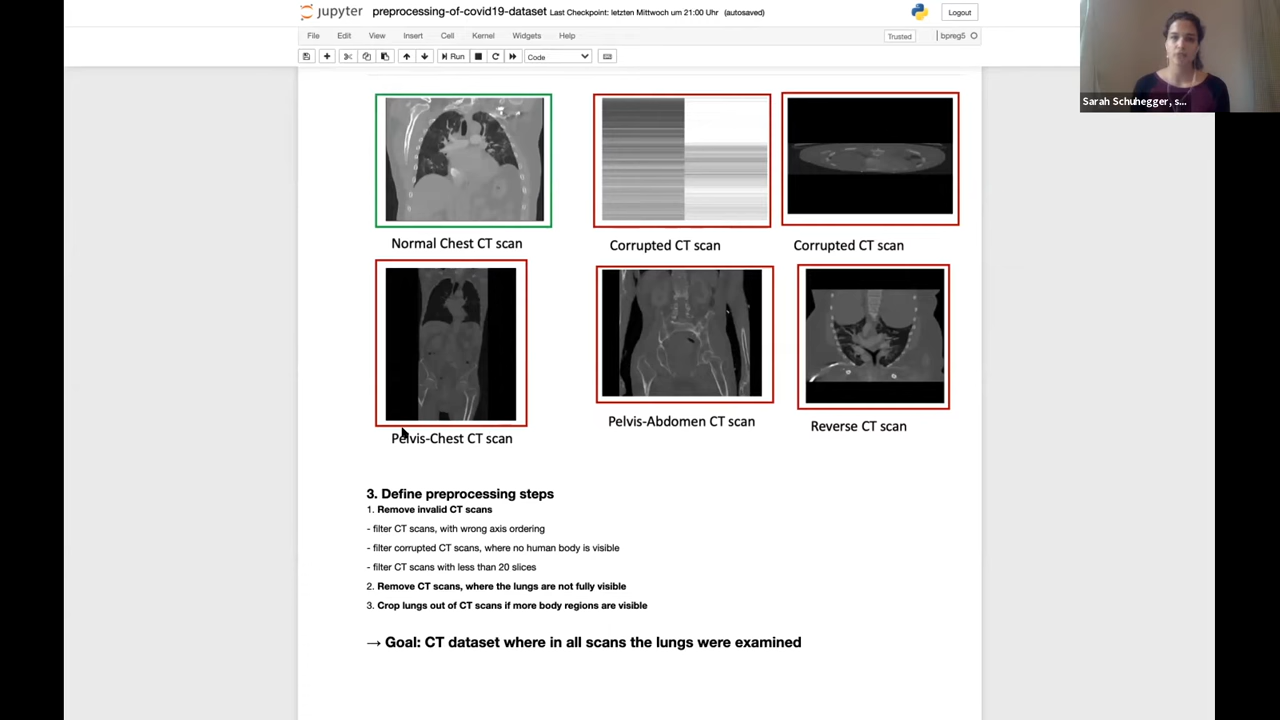 jupyter preprocessing-of-covid19-dataset Last Checkpoint: letzten Mittwoch um 21:00 Uhr (autosaved) Logout
File Edit View Insert Cell Kernel Widgets Help Trusted bpreg5
Run Code
Sarah Schuhegger, s...
Normal Chest CT scan Corrupted CT scan Corrupted CT scan
Pelvis-Chest CT scan Pelvis-Abdomen CT scan Reverse CT scan
3. Define preprocessing steps
1. Remove invalid CT scans
- filter CT scans, with wrong axis ordering
- filter corrupted CT scans, where no human body is visible
- filter CT scans with less than 20 slices
2. Remove CT scans, where the lungs are not fully visible
3. Crop lungs out of CT scans if more body regions are visible
→ Goal: CT dataset where in all scans the lungs were examined